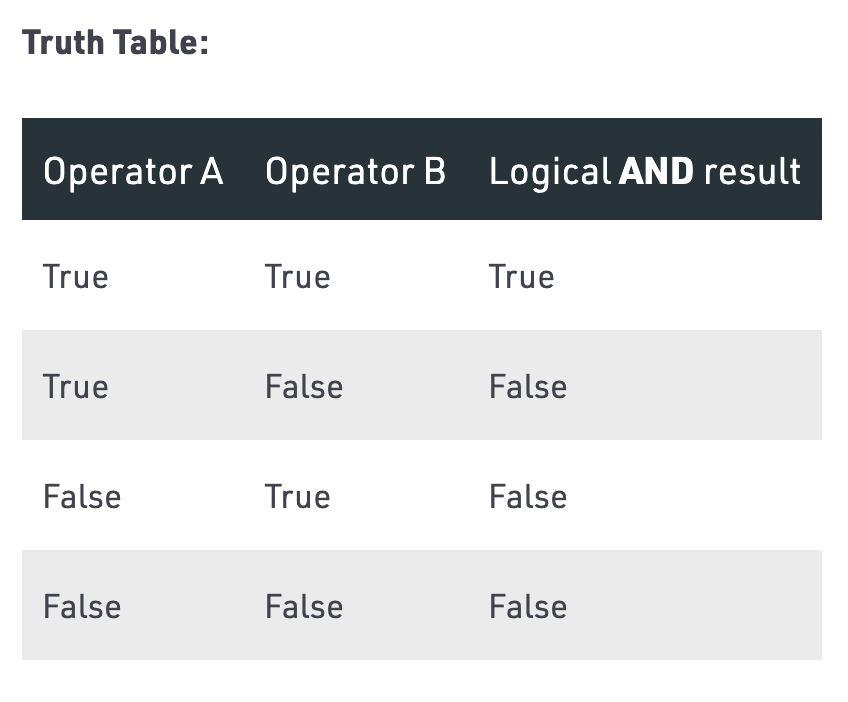 Truth Table:
Operator A Operator B Logical AND result
True True True
True False False
False True False
False False False